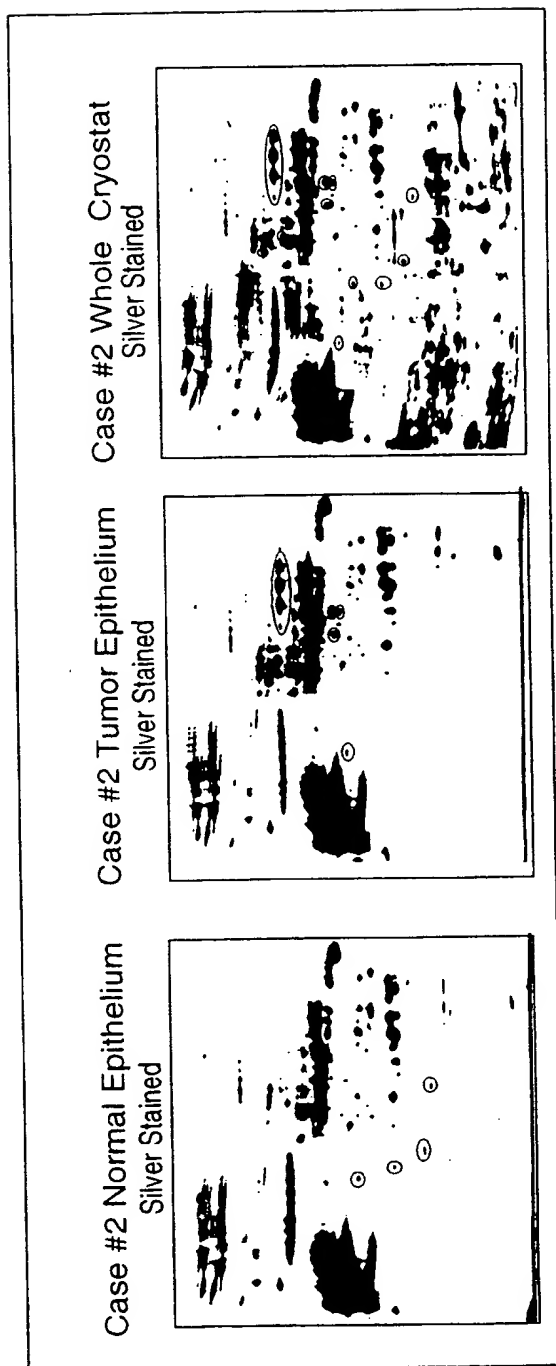 Case #2 Normal Epithelium
Silver Stained
Case #2 Tumor Epithelium
Silver Stained
Case #2 Whole Cryostat
Silver Stained